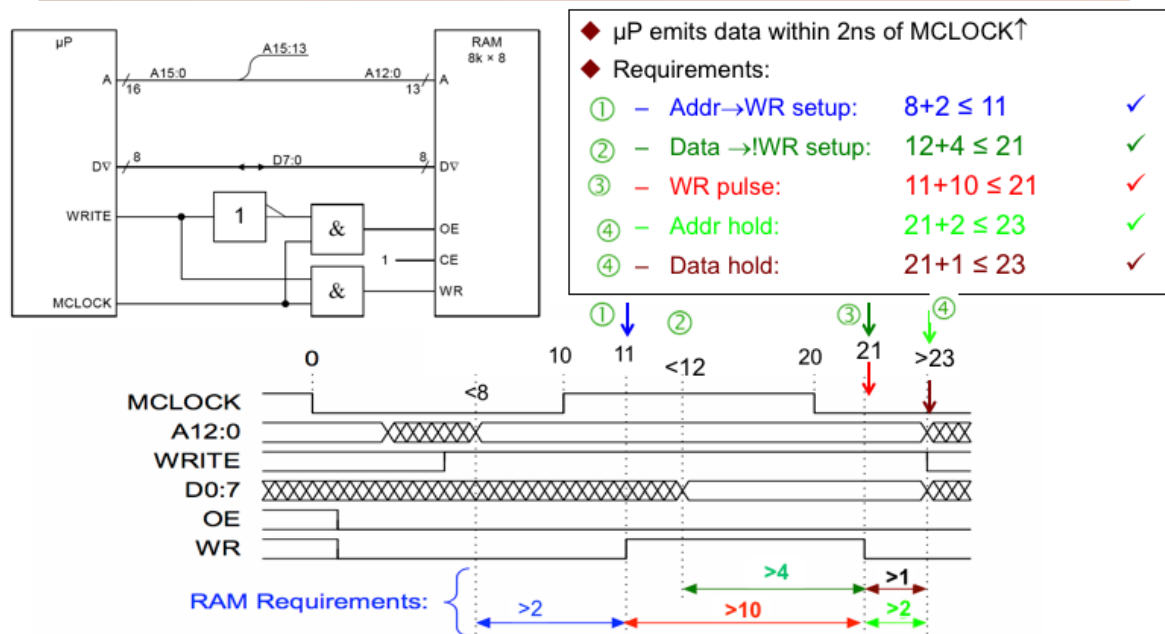 µP
RAM
8k × 8
A15:13
A
A15:0
A12:0
A
16
13
D∇
8
D7:0
8
D∇
WRITE
1
&
OE
1
CE
&
WR
MCLOCK
◆ µP emits data within 2ns of MCLOCK↑
◆ Requirements:
① – Addr→WR setup: 8+2 ≤ 11 ✓
② – Data →!WR setup: 12+4 ≤ 21 ✓
③ – WR pulse: 11+10 ≤ 21 ✓
④ – Addr hold: 21+2 ≤ 23 ✓
④ – Data hold: 21+1 ≤ 23 ✓
① ② ③ ④
0 10 11 <12 20 21 >23
<8
MCLOCK
A12:0
WRITE
D0:7
OE
WR
>4 >1
RAM Requirements: >2 >10 >2